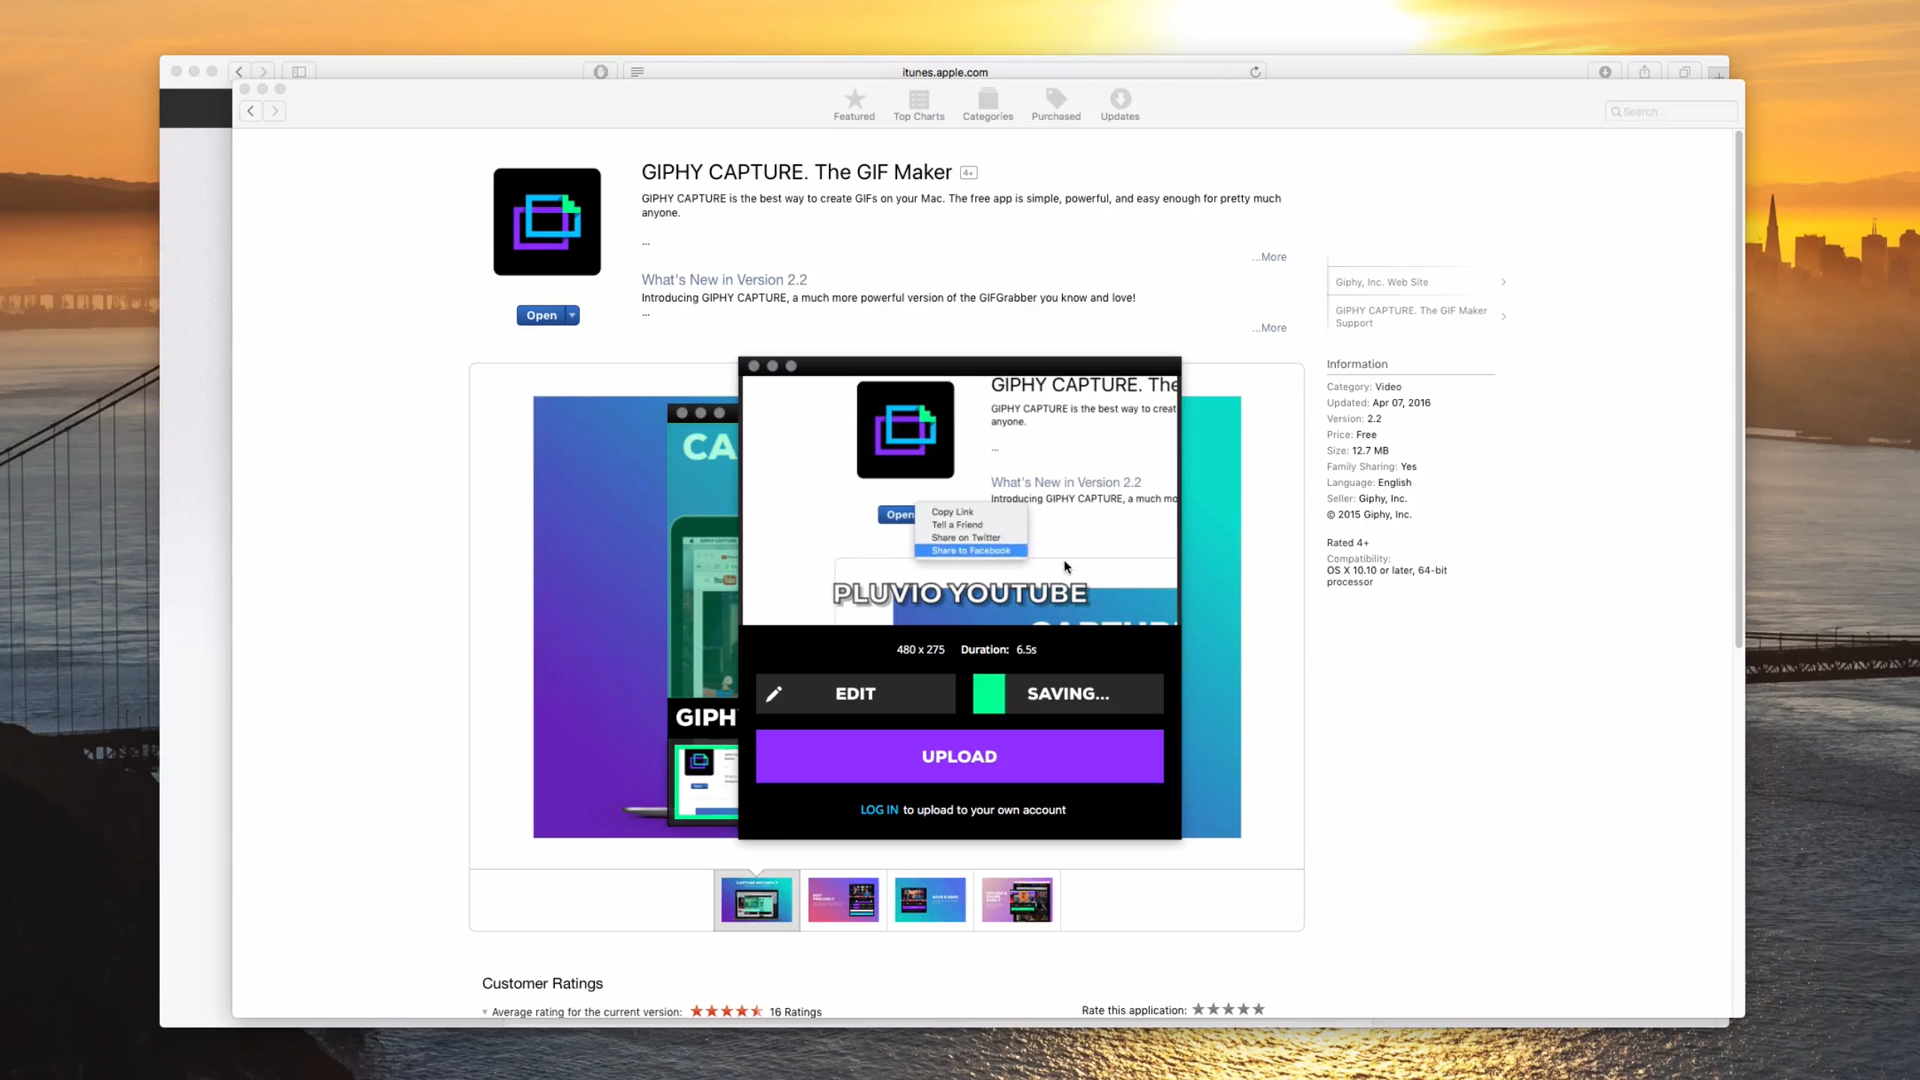 itunes.apple.com
Featured
Top Charts
Categories
Purchased
Updates
Search
GIPHY CAPTURE. The GIF Maker 4+
GIPHY CAPTURE is the best way to create GIFs on your Mac. The free app is simple, powerful, and easy enough for pretty much
anyone.
...
...More
What's New in Version 2.2
Introducing GIPHY CAPTURE, a much more powerful version of the GIFGrabber you know and love!
...
...More
Open
Giphy, Inc. Web Site
GIPHY CAPTURE. The GIF Maker
Support
Information
Category: Video
Updated: Apr 07, 2016
Version: 2.2
Price: Free
Size: 12.7 MB
Family Sharing: Yes
Language: English
Seller: Giphy, Inc.
© 2015 Giphy, Inc.
Rated 4+
Compatibility:
OS X 10.10 or later, 64-bit
processor
CA
GIPH
GIPHY CAPTURE. The
GIPHY CAPTURE is the best way to creat
anyone.
...
What's New in Version 2.2
Introducing GIPHY CAPTURE, a much mo
Open
Copy Link
Tell a Friend
Share on Twitter
Share to Facebook
PLUVIO YOUTUBE
480 x 275 Duration: 6.5s
EDIT
SAVING...
UPLOAD
LOG IN to upload to your own account
Customer Ratings
Average rating for the current version: 16 Ratings
Rate this application: